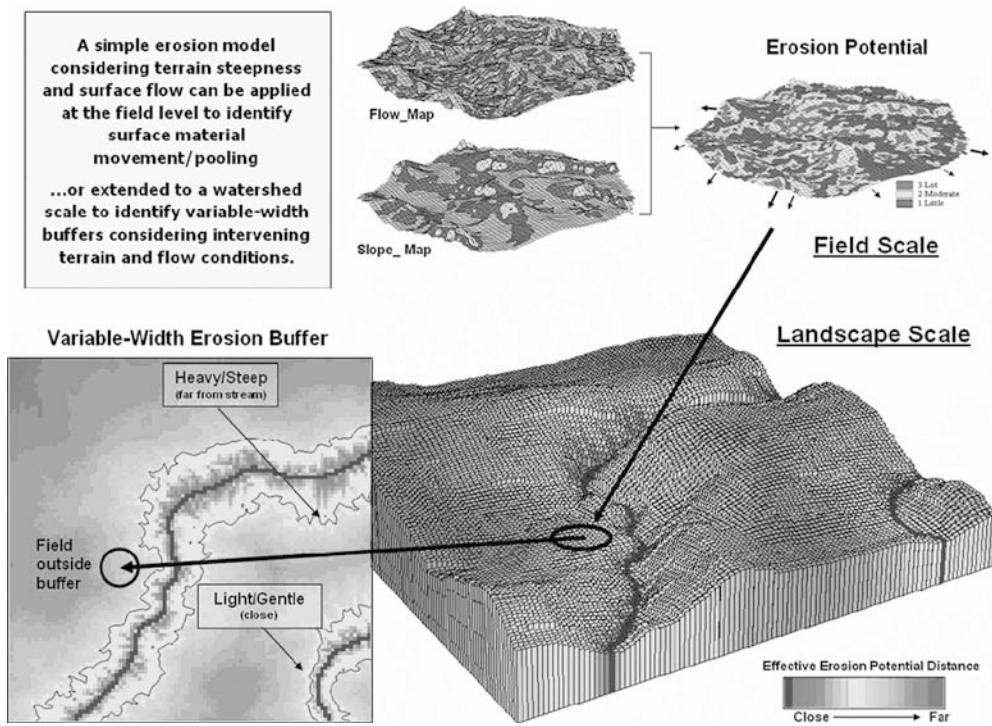 A simple erosion model
considering terrain steepness
and surface flow can be applied
at the field level to identify
surface material
movement/pooling
...or extended to a watershed
scale to identify variable-width
buffers considering intervening
terrain and flow conditions.
Flow_Map
Slope_ Map
Erosion Potential
3 Lot
2 Moderate
1 Little
Field Scale
Variable-Width Erosion Buffer
Heavy/Steep
(far from stream)
Field
outside
buffer
Light/Gentle
(close)
Landscape Scale
Effective Erosion Potential Distance
Close
Far